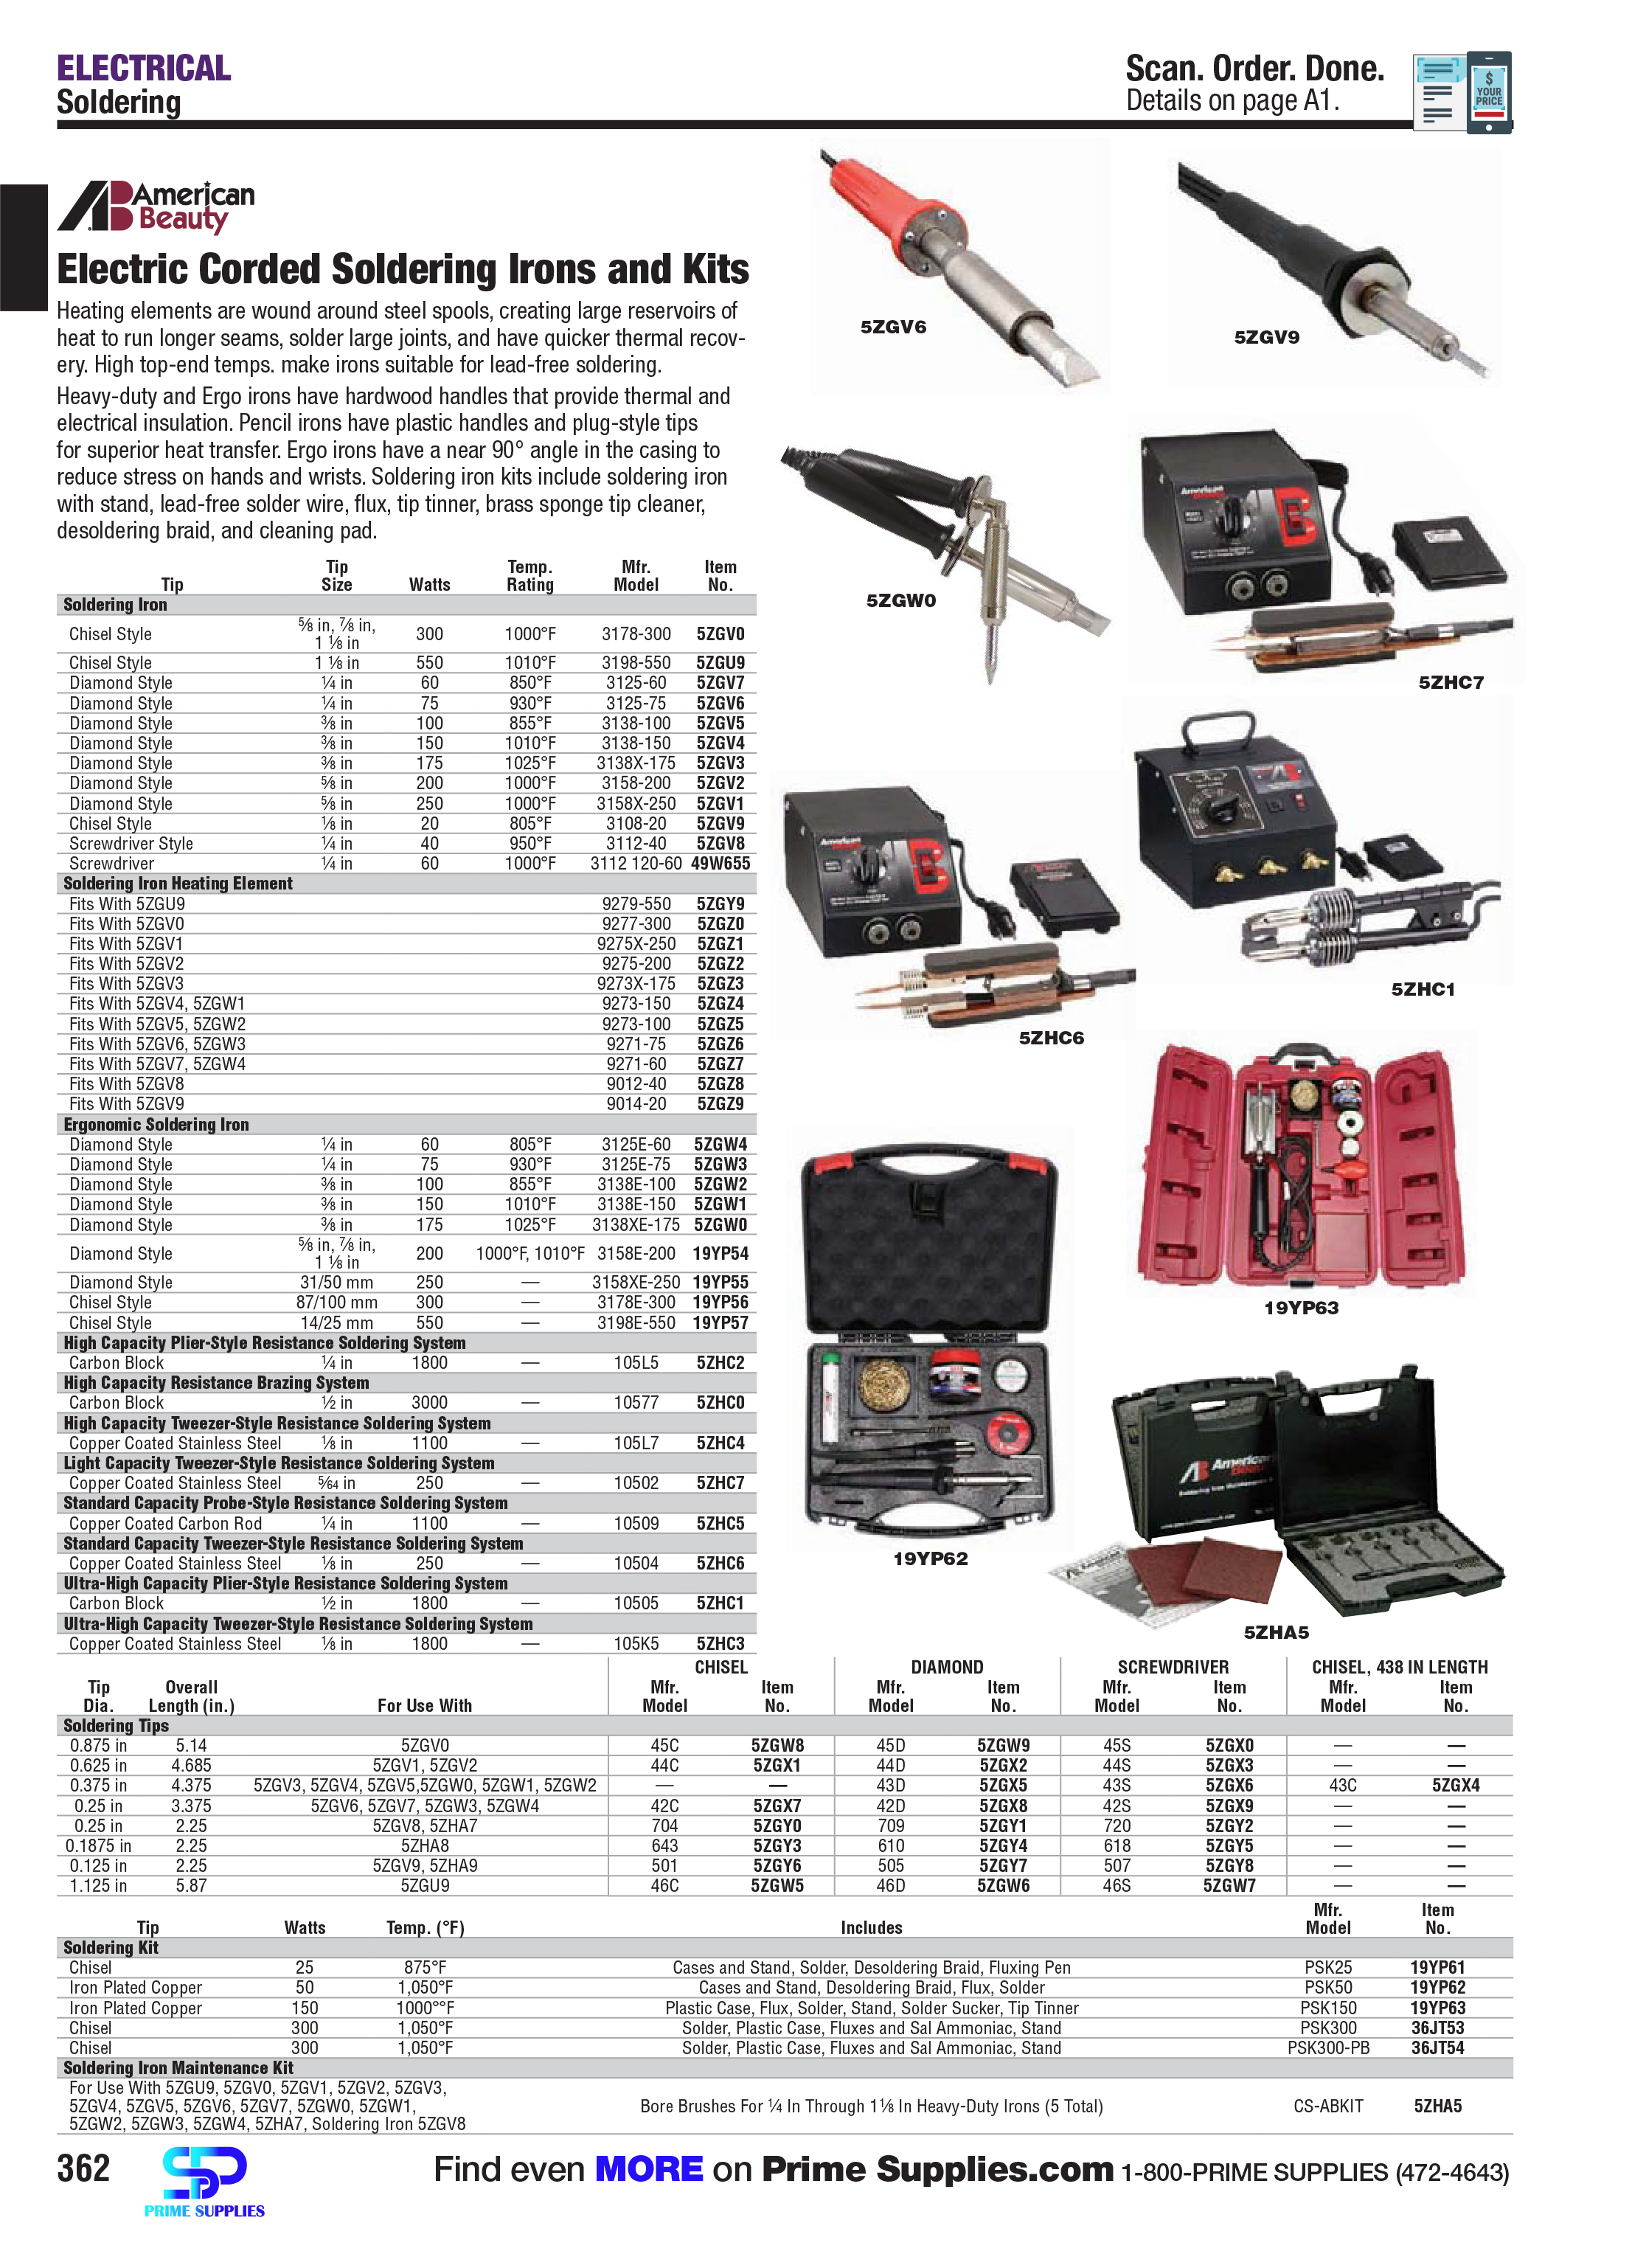 ELECTRICAL
Soldering
Scan. Order. Done.
Details on page A1.
$
YOUR
PRICE
American
Beauty
Electric Corded Soldering Irons and Kits
Heating elements are wound around steel spools, creating large reservoirs of
heat to run longer seams, solder large joints, and have quicker thermal recov-
ery. High top-end temps. make irons suitable for lead-free soldering.
Heavy-duty and Ergo irons have hardwood handles that provide thermal and
electrical insulation. Pencil irons have plastic handles and plug-style tips
for superior heat transfer. Ergo irons have a near 90° angle in the casing to
reduce stress on hands and wrists. Soldering iron kits include soldering iron
with stand, lead-free solder wire, flux, tip tinner, brass sponge tip cleaner,
desoldering braid, and cleaning pad.
Tip Tip Size Watts Temp. Rating Mfr. Model Item No.
Soldering Iron
Chisel Style ⅝ in, ⅞ in, 1 ⅛ in 300 1000°F 3178-300 5ZGV0
Chisel Style 1 ⅛ in 550 1010°F 3198-550 5ZGU9
Diamond Style ¼ in 60 850°F 3125-60 5ZGV7
Diamond Style ¼ in 75 930°F 3125-75 5ZGV6
Diamond Style ⅜ in 100 855°F 3138-100 5ZGV5
Diamond Style ⅜ in 150 1010°F 3138-150 5ZGV4
Diamond Style ⅜ in 175 1025°F 3138X-175 5ZGV3
Diamond Style ⅝ in 200 1000°F 3158-200 5ZGV2
Diamond Style ⅝ in 250 1000°F 3158X-250 5ZGV1
Chisel Style ⅛ in 20 805°F 3108-20 5ZGV9
Screwdriver Style ¼ in 40 950°F 3112-40 5ZGV8
Screwdriver ¼ in 60 1000°F 3112 120-60 49W655
Soldering Iron Heating Element
Fits With 5ZGU9 9279-550 5ZGY9
Fits With 5ZGV0 9277-300 5ZGZ0
Fits With 5ZGV1 9275X-250 5ZGZ1
Fits With 5ZGV2 9275-200 5ZGZ2
Fits With 5ZGV3 9273X-175 5ZGZ3
Fits With 5ZGV4, 5ZGW1 9273-150 5ZGZ4
Fits With 5ZGV5, 5ZGW2 9273-100 5ZGZ5
Fits With 5ZGV6, 5ZGW3 9271-75 5ZGZ6
Fits With 5ZGV7, 5ZGW4 9271-60 5ZGZ7
Fits With 5ZGV8 9012-40 5ZGZ8
Fits With 5ZGV9 9014-20 5ZGZ9
Ergonomic Soldering Iron
Diamond Style ¼ in 60 805°F 3125E-60 5ZGW4
Diamond Style ¼ in 75 930°F 3125E-75 5ZGW3
Diamond Style ⅜ in 100 855°F 3138E-100 5ZGW2
Diamond Style ⅜ in 150 1010°F 3138E-150 5ZGW1
Diamond Style ⅜ in 175 1025°F 3138XE-175 5ZGW0
Diamond Style ⅝ in, ⅞ in, 1 ⅛ in 200 1000°F, 1010°F 3158E-200 19YP54
Diamond Style 31/50 mm 250 — 3158XE-250 19YP55
Chisel Style 87/100 mm 300 — 3178E-300 19YP56
Chisel Style 14/25 mm 550 — 3198E-550 19YP57
High Capacity Plier-Style Resistance Soldering System
Carbon Block ¼ in 1800 — 105L5 5ZHC2
High Capacity Resistance Brazing System
Carbon Block ½ in 3000 — 10577 5ZHC0
High Capacity Tweezer-Style Resistance Soldering System
Copper Coated Stainless Steel ⅛ in 1100 — 105L7 5ZHC4
Light Capacity Tweezer-Style Resistance Soldering System
Copper Coated Stainless Steel 5⁄64 in 250 — 10502 5ZHC7
Standard Capacity Probe-Style Resistance Soldering System
Copper Coated Carbon Rod ¼ in 1100 — 10509 5ZHC5
Standard Capacity Tweezer-Style Resistance Soldering System
Copper Coated Stainless Steel ⅛ in 250 — 10504 5ZHC6
Ultra-High Capacity Plier-Style Resistance Soldering System
Carbon Block ½ in 1800 — 10505 5ZHC1
Ultra-High Capacity Tweezer-Style Resistance Soldering System
Copper Coated Stainless Steel ⅛ in 1800 — 105K5 5ZHC3
5ZGV6
5ZGV9
5ZGW0
American
5ZHC7
American
5ZHC6
5ZHC1
19YP63
19YP62
American
5ZHA5
CHISEL DIAMOND SCREWDRIVER CHISEL, 438 IN LENGTH
Tip Dia. Overall Length (in.) For Use With Mfr. Model Item No. Mfr. Model Item No. Mfr. Model Item No. Mfr. Model Item No.
Soldering Tips
0.875 in 5.14 5ZGV0 45C 5ZGW8 45D 5ZGW9 45S 5ZGX0 — —
0.625 in 4.685 5ZGV1, 5ZGV2 44C 5ZGX1 44D 5ZGX2 44S 5ZGX3 — —
0.375 in 4.375 5ZGV3, 5ZGV4, 5ZGV5,5ZGW0, 5ZGW1, 5ZGW2 — — 43D 5ZGX5 43S 5ZGX6 43C 5ZGX4
0.25 in 3.375 5ZGV6, 5ZGV7, 5ZGW3, 5ZGW4 42C 5ZGX7 42D 5ZGX8 42S 5ZGX9 — —
0.25 in 2.25 5ZGV8, 5ZHA7 704 5ZGY0 709 5ZGY1 720 5ZGY2 — —
0.1875 in 2.25 5ZHA8 643 5ZGY3 610 5ZGY4 618 5ZGY5 — —
0.125 in 2.25 5ZGV9, 5ZHA9 501 5ZGY6 505 5ZGY7 507 5ZGY8 — —
1.125 in 5.87 5ZGU9 46C 5ZGW5 46D 5ZGW6 46S 5ZGW7 — —
Tip Watts Temp. (°F) Includes Mfr. Model Item No.
Soldering Kit
Chisel 25 875°F Cases and Stand, Solder, Desoldering Braid, Fluxing Pen PSK25 19YP61
Iron Plated Copper 50 1,050°F Cases and Stand, Desoldering Braid, Flux, Solder PSK50 19YP62
Iron Plated Copper 150 1000°°F Plastic Case, Flux, Solder, Stand, Solder Sucker, Tip Tinner PSK150 19YP63
Chisel 300 1,050°F Solder, Plastic Case, Fluxes and Sal Ammoniac, Stand PSK300 36JT53
Chisel 300 1,050°F Solder, Plastic Case, Fluxes and Sal Ammoniac, Stand PSK300-PB 36JT54
Soldering Iron Maintenance Kit
For Use With 5ZGU9, 5ZGV0, 5ZGV1, 5ZGV2, 5ZGV3,
5ZGV4, 5ZGV5, 5ZGV6, 5ZGV7, 5ZGW0, 5ZGW1,
5ZGW2, 5ZGW3, 5ZGW4, 5ZHA7, Soldering Iron 5ZGV8
Bore Brushes For ¼ In Through 1⅛ In Heavy-Duty Irons (5 Total) CS-ABKIT 5ZHA5
362
PRIME SUPPLIES
Find even MORE on Prime Supplies.com 1-800-PRIME SUPPLIES (472-4643)